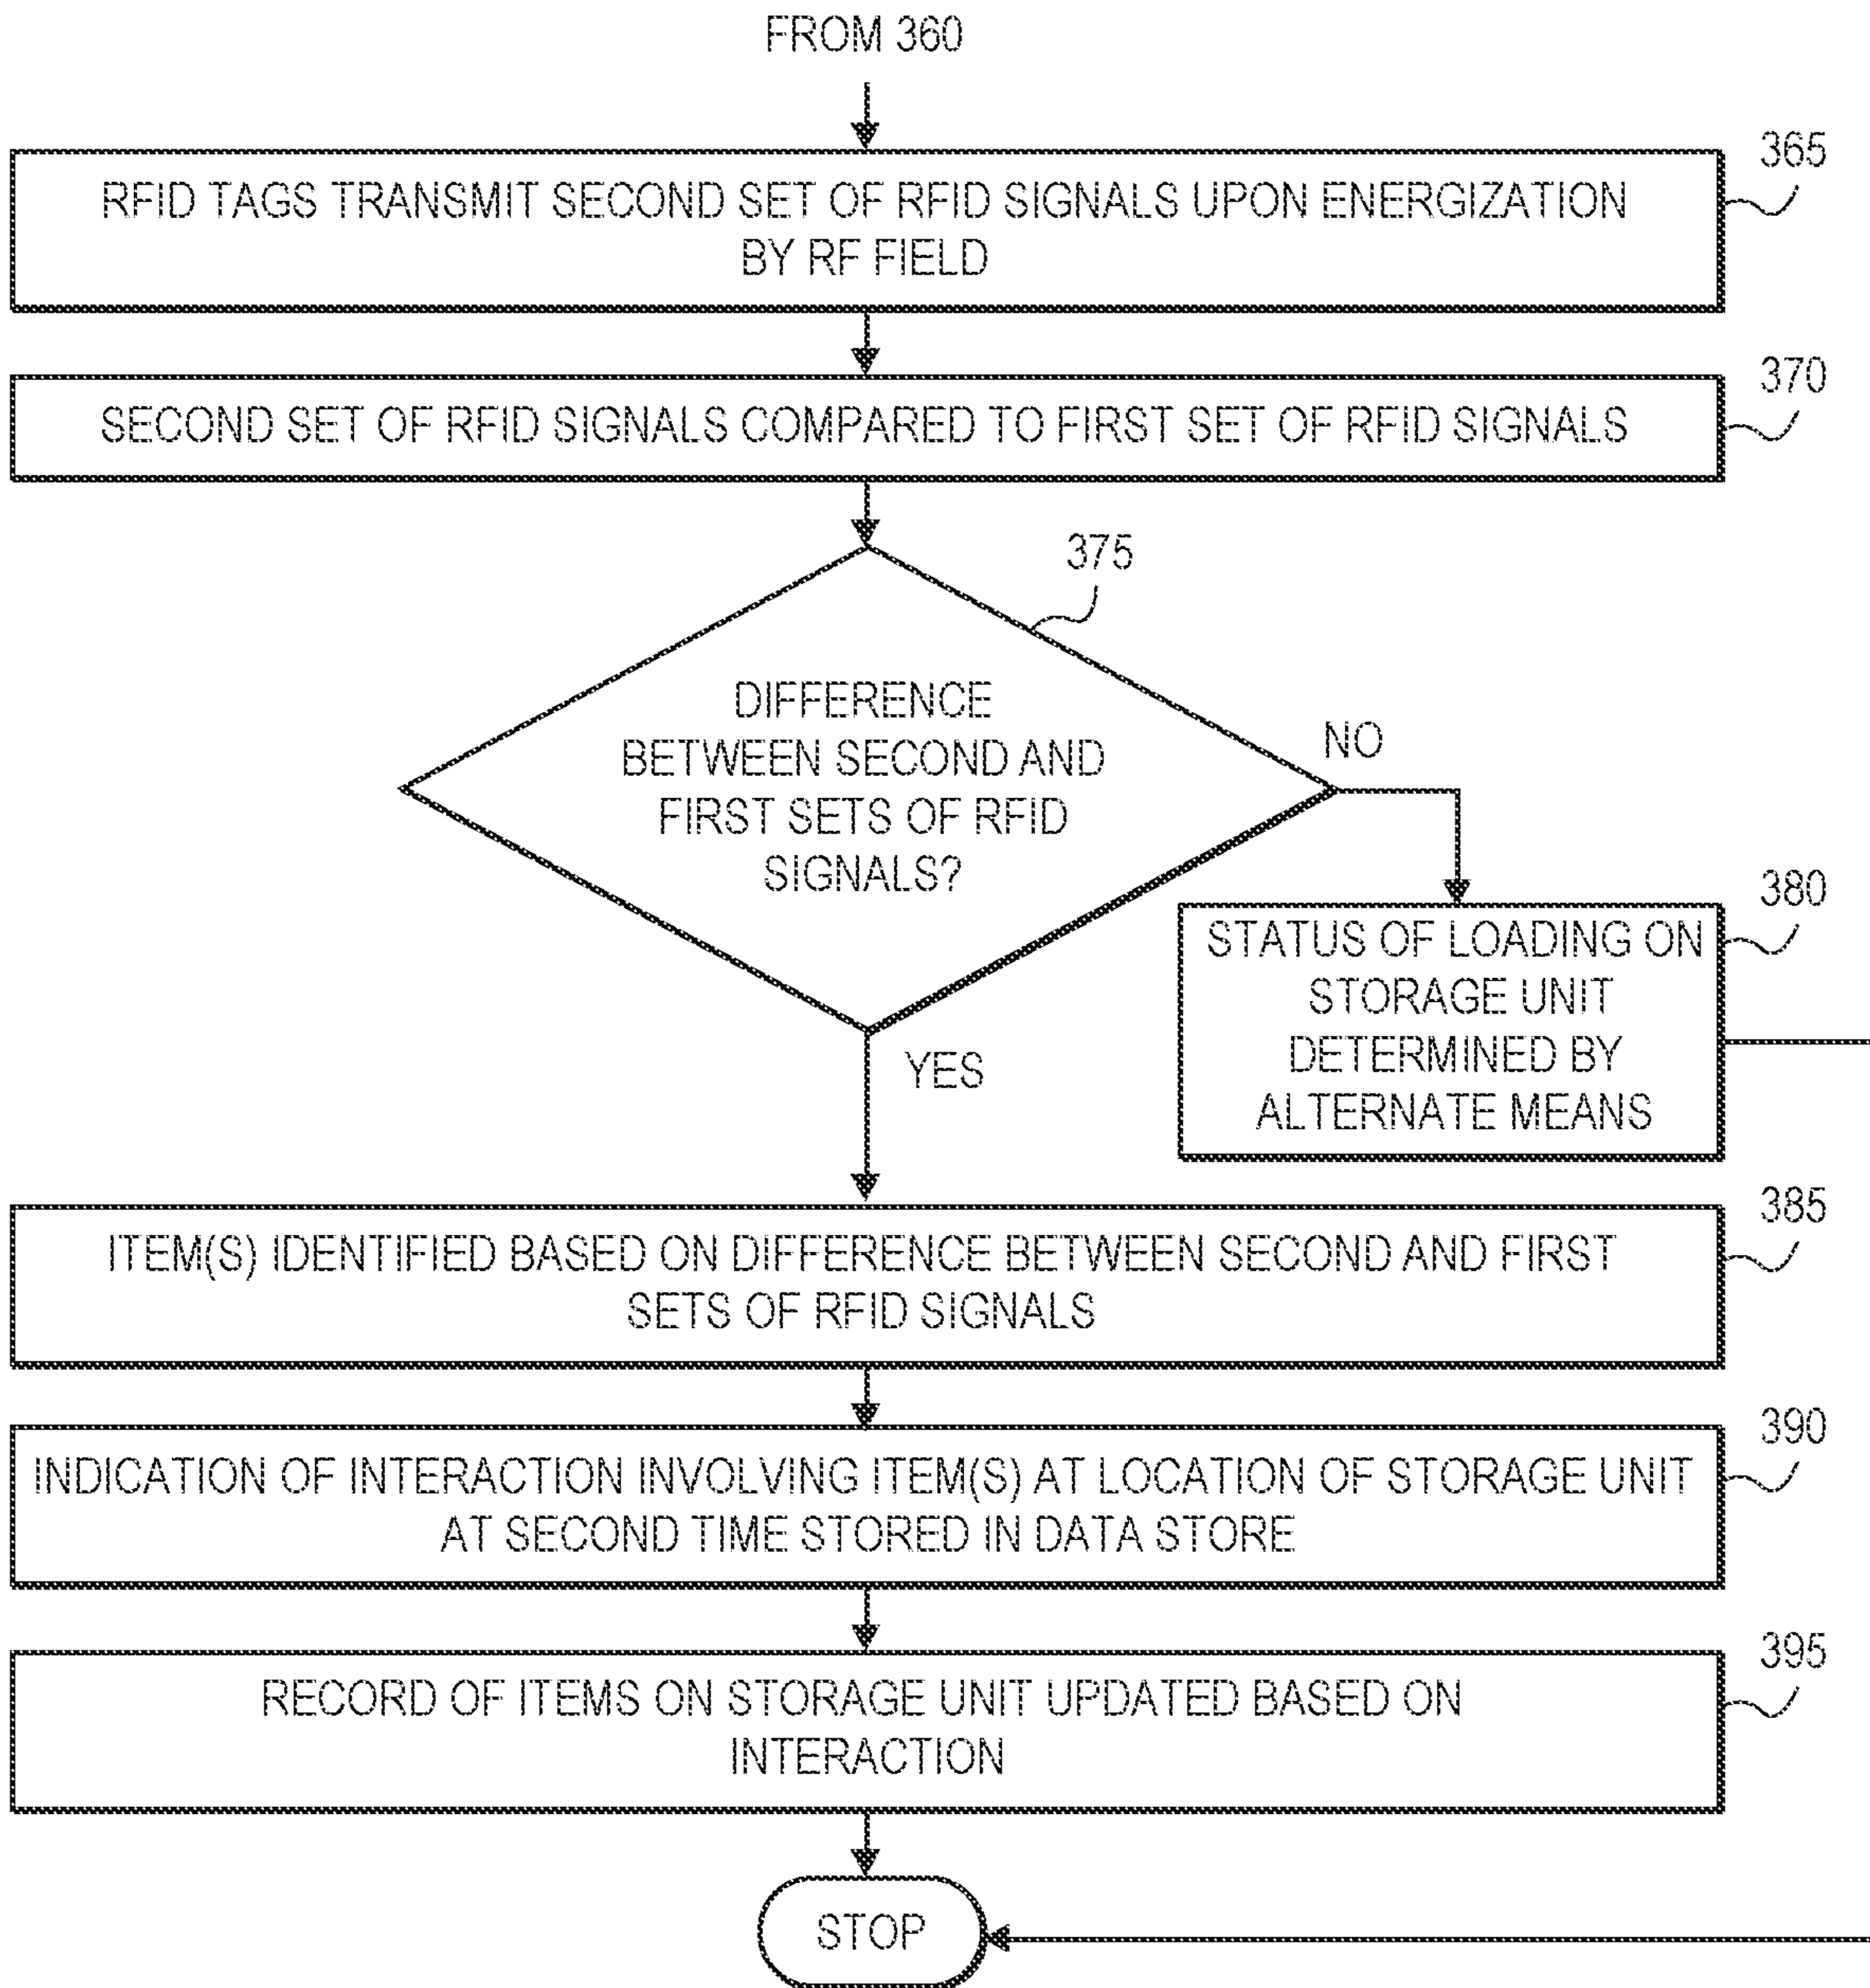 FROM 360
365
RFID TAGS TRANSMIT SECOND SET OF RFID SIGNALS UPON ENERGIZATION
BY RF FIELD
370
SECOND SET OF RFID SIGNALS COMPARED TO FIRST SET OF RFID SIGNALS
375
DIFFERENCE
BETWEEN SECOND AND
FIRST SETS OF RFID
SIGNALS?
NO
YES
380
STATUS OF LOADING ON
STORAGE UNIT
DETERMINED BY
ALTERNATE MEANS
385
ITEM(S) IDENTIFIED BASED ON DIFFERENCE BETWEEN SECOND AND FIRST
SETS OF RFID SIGNALS
390
INDICATION OF INTERACTION INVOLVING ITEM(S) AT LOCATION OF STORAGE UNIT
AT SECOND TIME STORED IN DATA STORE
395
RECORD OF ITEMS ON STORAGE UNIT UPDATED BASED ON
INTERACTION
STOP